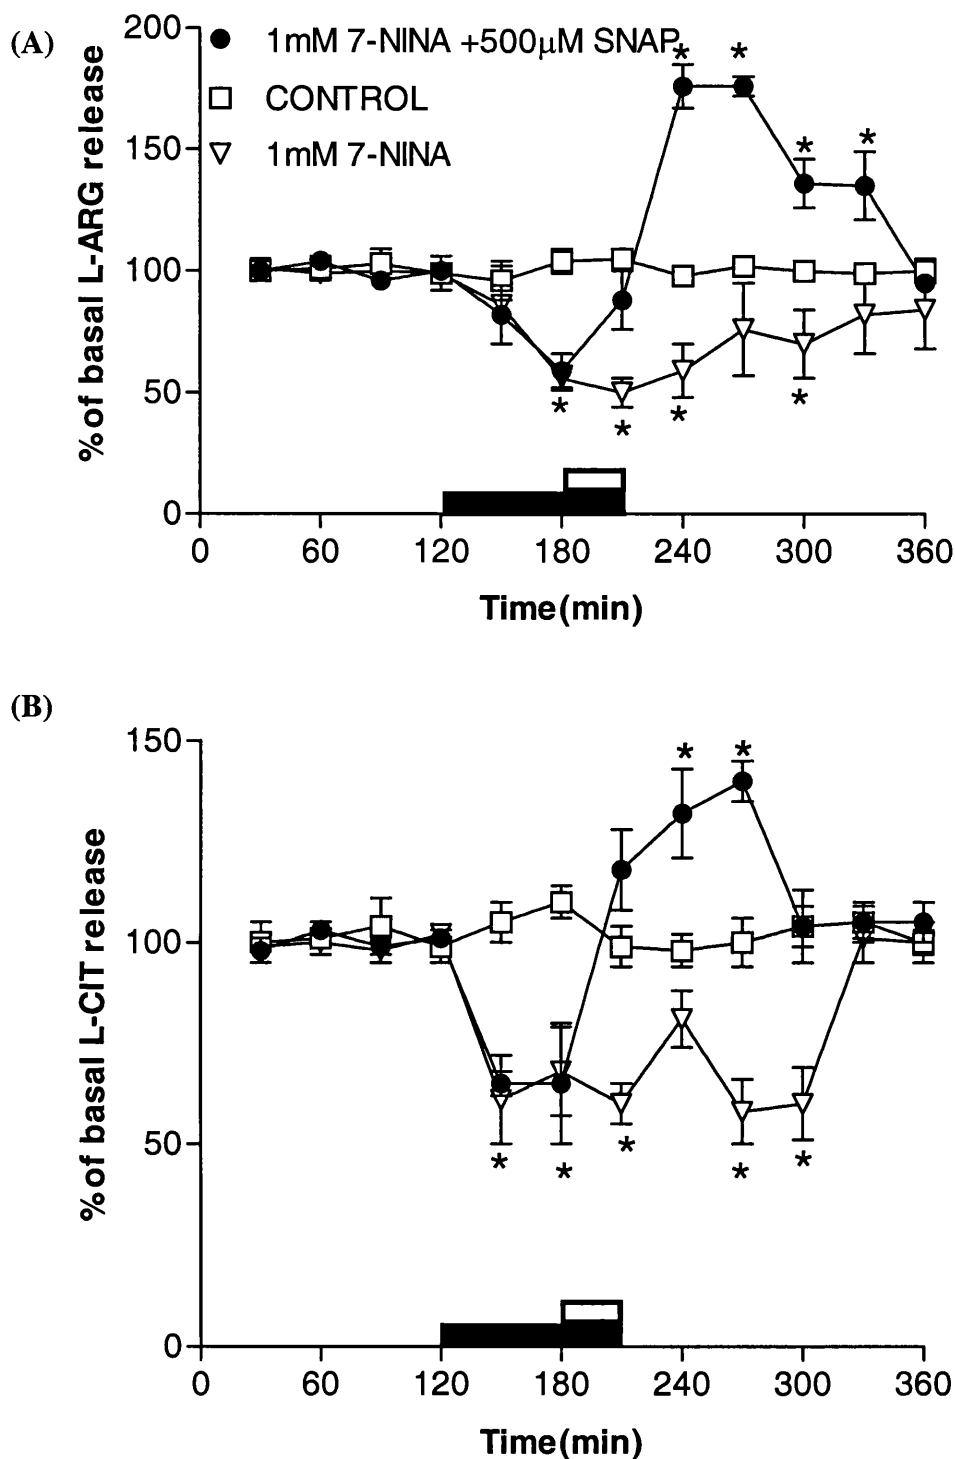 (A)
200
1mM 7-NINA +500μM SNAP
CONTROL
1mM 7-NINA
150
100
50
0
% of basal L-ARG release
* * * *
* * * *
0 60 120 180 240 300 360
Time(min)
(B)
150
100
50
0
% of basal L-CIT release
* *
* * * * *
0 60 120 180 240 300 360
Time(min)